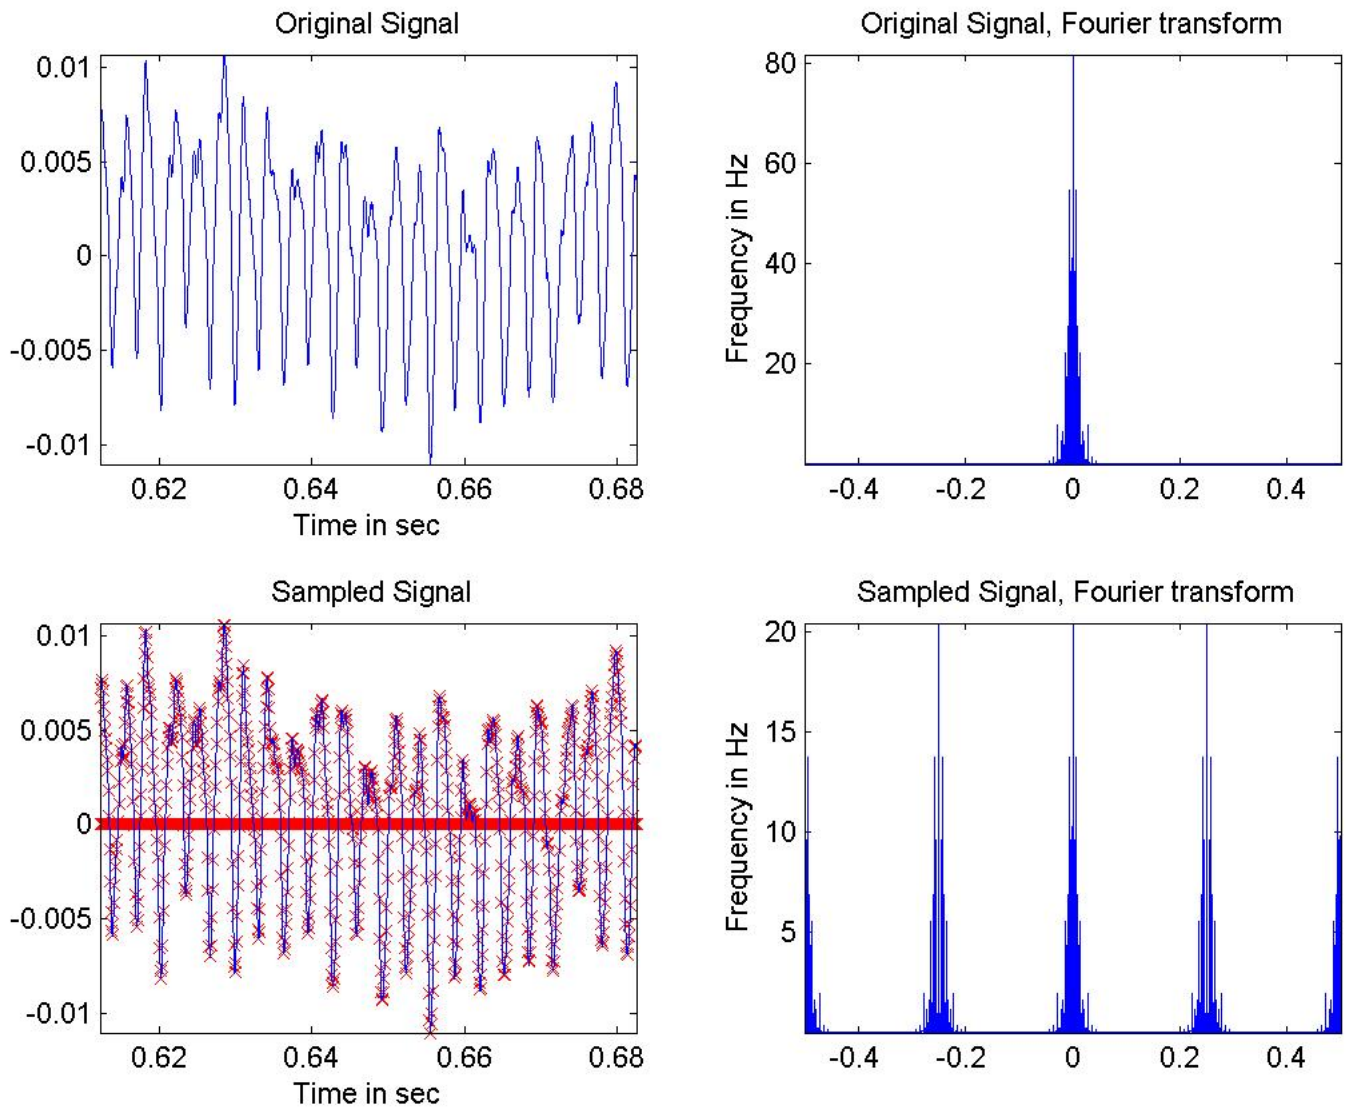 Original Signal
0.01
0.005
0
-0.005
-0.01
0.62 0.64 0.66 0.68
Time in sec
Original Signal, Fourier transform
Frequency in Hz
80
60
40
20
-0.4 -0.2 0 0.2 0.4
Sampled Signal
0.01
0.005
0
-0.005
-0.01
0.62 0.64 0.66 0.68
Time in sec
Sampled Signal, Fourier transform
Frequency in Hz
20
15
10
5
-0.4 -0.2 0 0.2 0.4